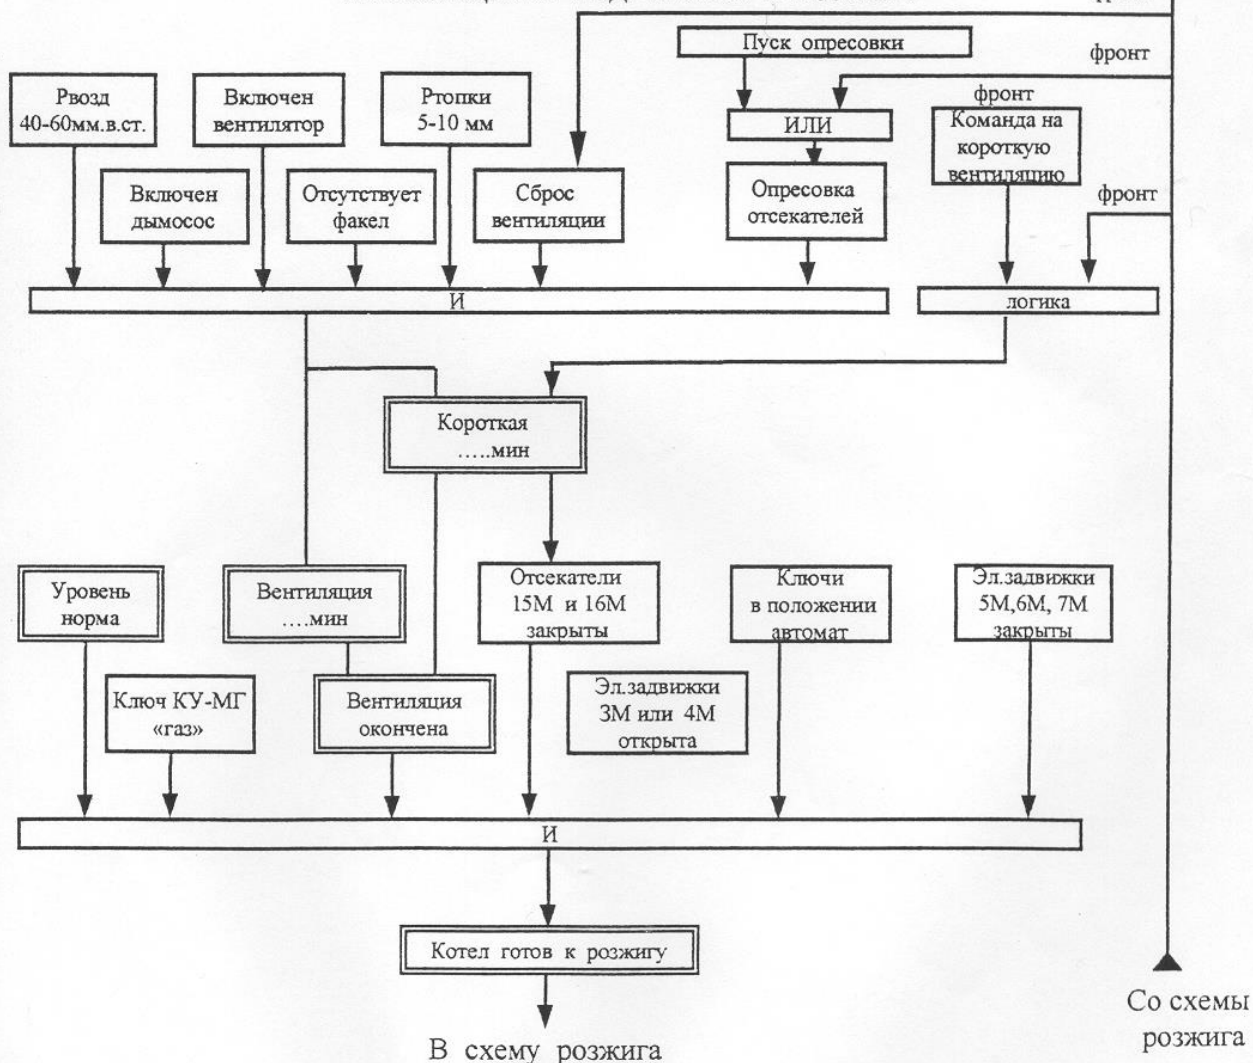 Пуск опресовки
фронт
Рвозд
40-60мм.в.ст.
Включен
вентилятор
Ртопки
5-10 мм
ИЛИ
фронт
Команда на
короткую
вентиляцию
Включен
дымосос
Отсутствует
факел
Сброс
вентиляции
Опресовка
отсекателей
фронт
И
логика
Короткая
.....мин
Уровень
норма
Вентиляция
....мин
Отсекатели
15М и 16М
закрыты
Ключи
в положении
автомат
Эл.задвижки
5М,6М, 7М
закрыты
Ключ КУ-МГ
«газ»
Вентиляция
окончена
Эл.задвижки
3М или 4М
открыта
И
Котел готов к розжигу
В схему розжига
Со схемы
розжига